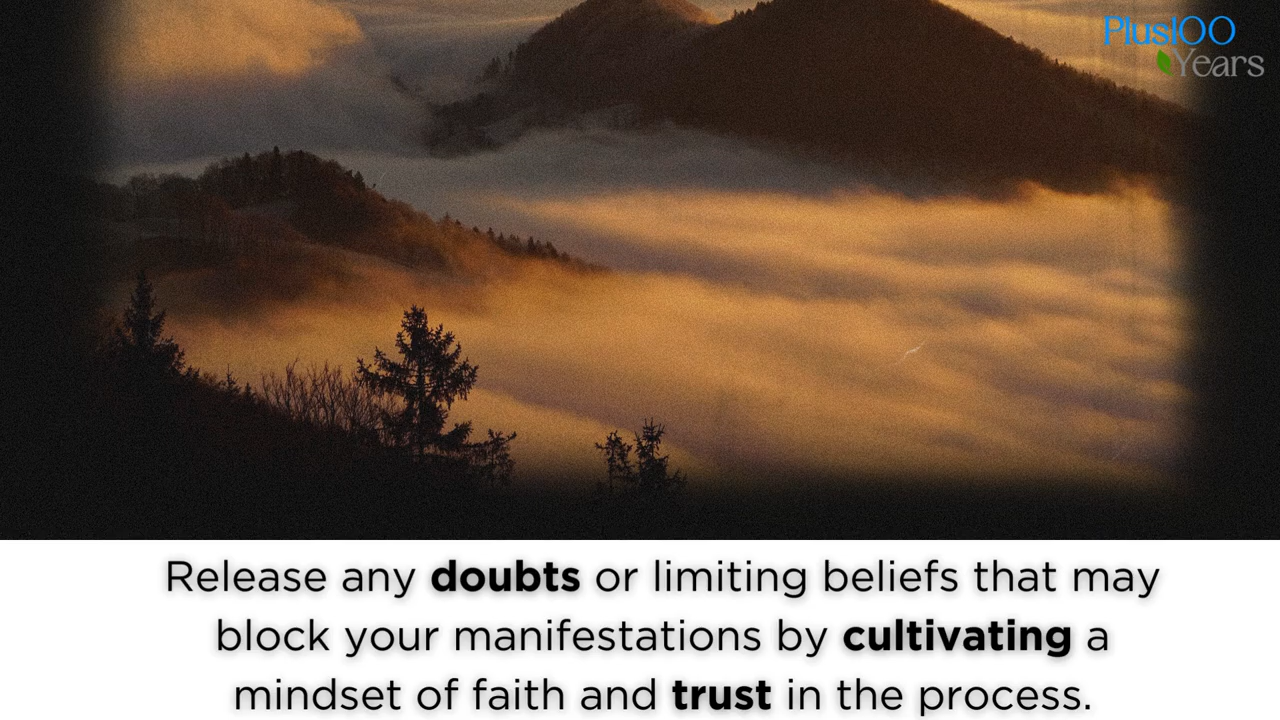 Plus100
Years
Release any doubts or limiting beliefs that may
block your manifestations by cultivating a
mindset of faith and trust in the process.